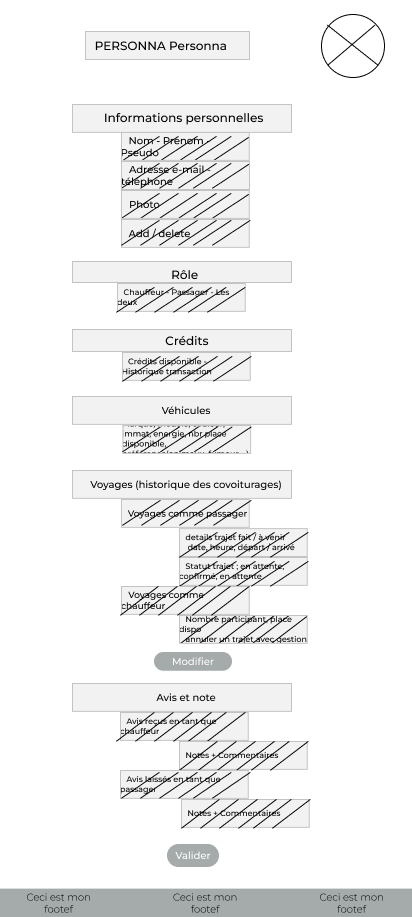 PERSONNA Personna
Informations personnelles
Nom - Prénom -
Pseudo
Adresse e-mail -
téléphone
Photo
Add / delete
Rôle
Chauffeur - Passager - Les
deux
Crédits
Crédits disponible -
Historique transaction
Véhicules
immat, energie, nbr place
disponible,
Voyages (historique des covoiturages)
Voyages comme passager
details trajet fait / à venir
date, heure, départ / arrivé
Statut trajet : en attente,
confirmé, en attente
Voyages comme
chauffeur
Nombre participant, place
dispo
annuler un trajet avec gestion
Modifier
Avis et note
Avis reçus en tant que
chauffeur
Notes + Commentaires
Avis laissés en tant que
passager
Notes + Commentaires
Valider
Ceci est mon
footef
Ceci est mon
footef
Ceci est mon
footef